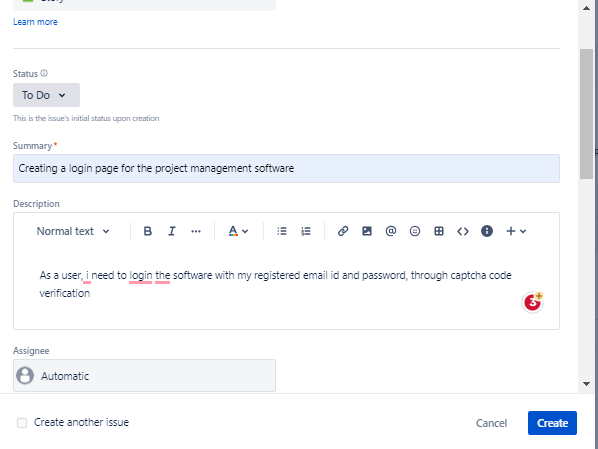 Learn more
Status
To Do
This is the issue's initial status upon creation
Summary*
Creating a login page for the project management software
Description
Normal text B I ... A @ <> +
As a user, i need to login the software with my registered email id and password, through captcha code
verification
3
Assignee
Automatic
Create another issue Cancel Create